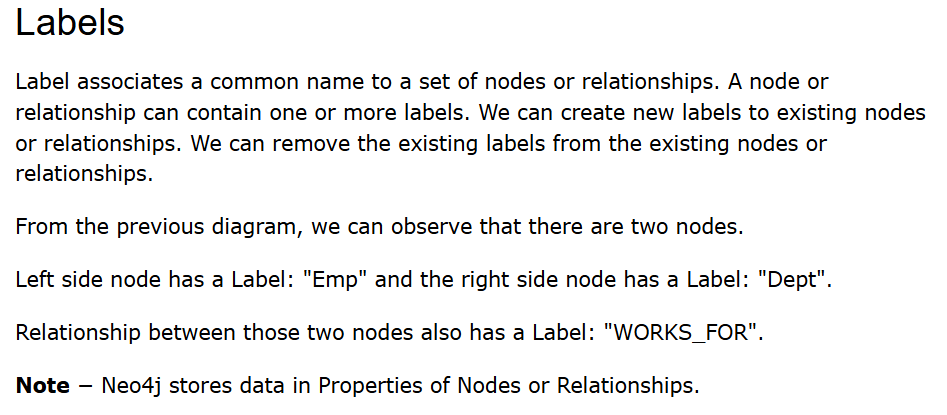 Labels
Label associates a common name to a set of nodes or relationships. A node or
relationship can contain one or more labels. We can create new labels to existing nodes
or relationships. We can remove the existing labels from the existing nodes or
relationships.
From the previous diagram, we can observe that there are two nodes.
Left side node has a Label: "Emp" and the right side node has a Label: "Dept".
Relationship between those two nodes also has a Label: "WORKS_FOR".
Note − Neo4j stores data in Properties of Nodes or Relationships.